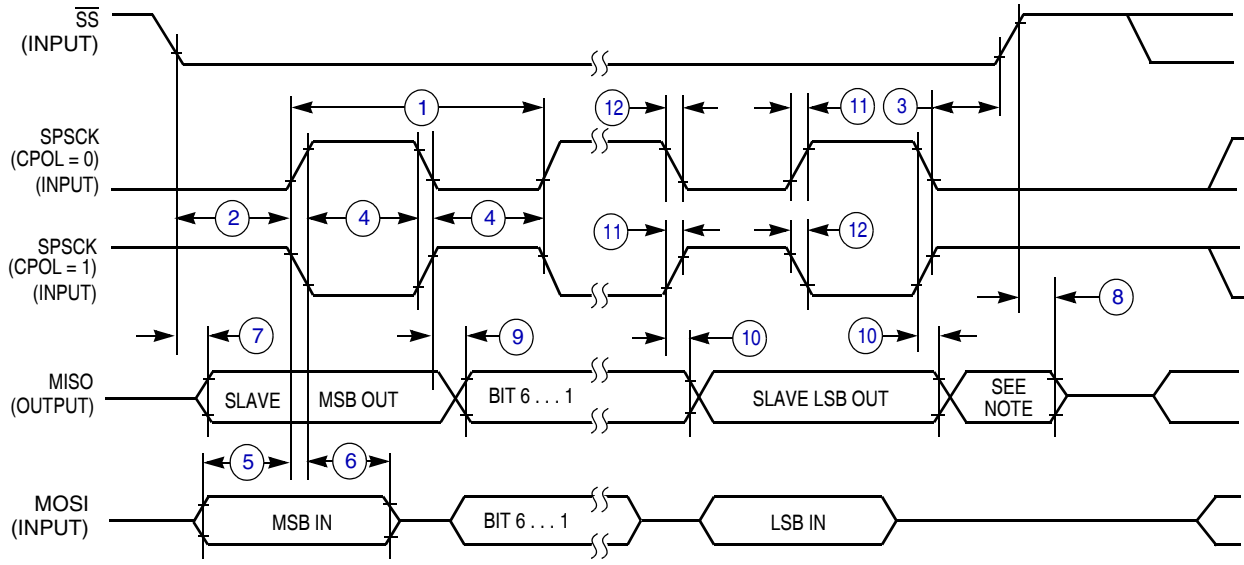 SS
(INPUT)
1
12
11
3
SPSCK
(CPOL = 0)
(INPUT)
2
4
4
SPSCK
(CPOL = 1)
(INPUT)
11
12
8
7
9
10
10
MISO
(OUTPUT)
SLAVE
MSB OUT
BIT 6 . . . 1
SLAVE LSB OUT
SEE
NOTE
5
6
MOSI
(INPUT)
MSB IN
BIT 6 . . . 1
LSB IN